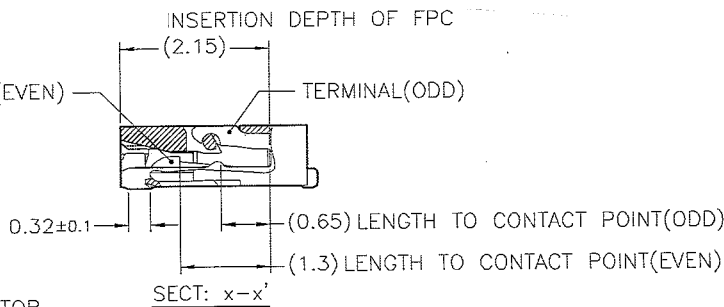 INSERTION DEPTH OF FPC
(2.15)
(EVEN)
TERMINAL(ODD)
0.32±0.1
(0.65) LENGTH TO CONTACT POINT(ODD)
(1.3) LENGTH TO CONTACT POINT(EVEN)
SECT: x-x'